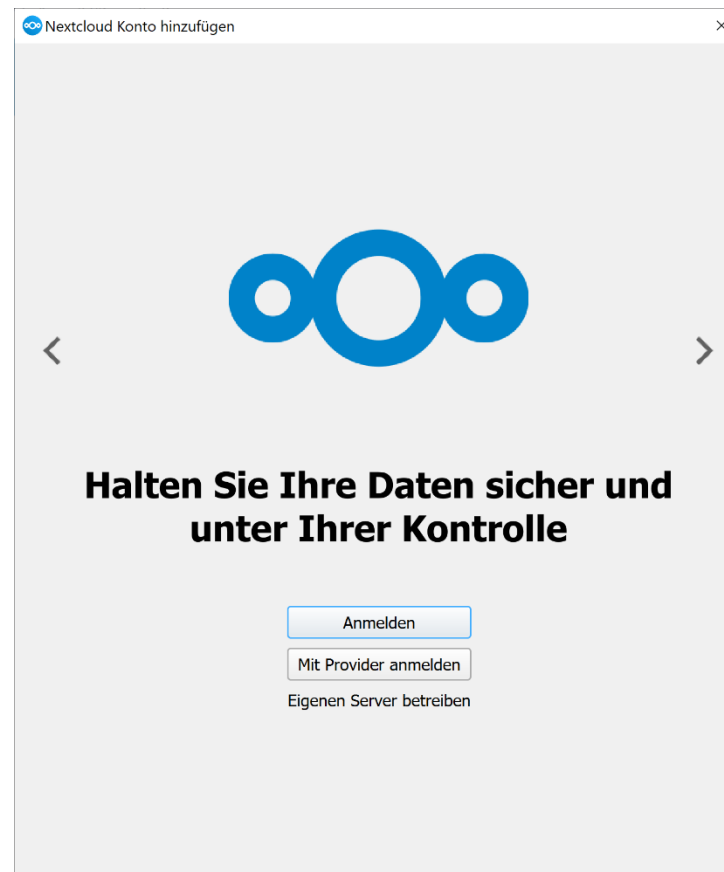 Nextcloud Konto hinzufügen
Halten Sie Ihre Daten sicher und
unter Ihrer Kontrolle
Anmelden
Mit Provider anmelden
Eigenen Server betreiben